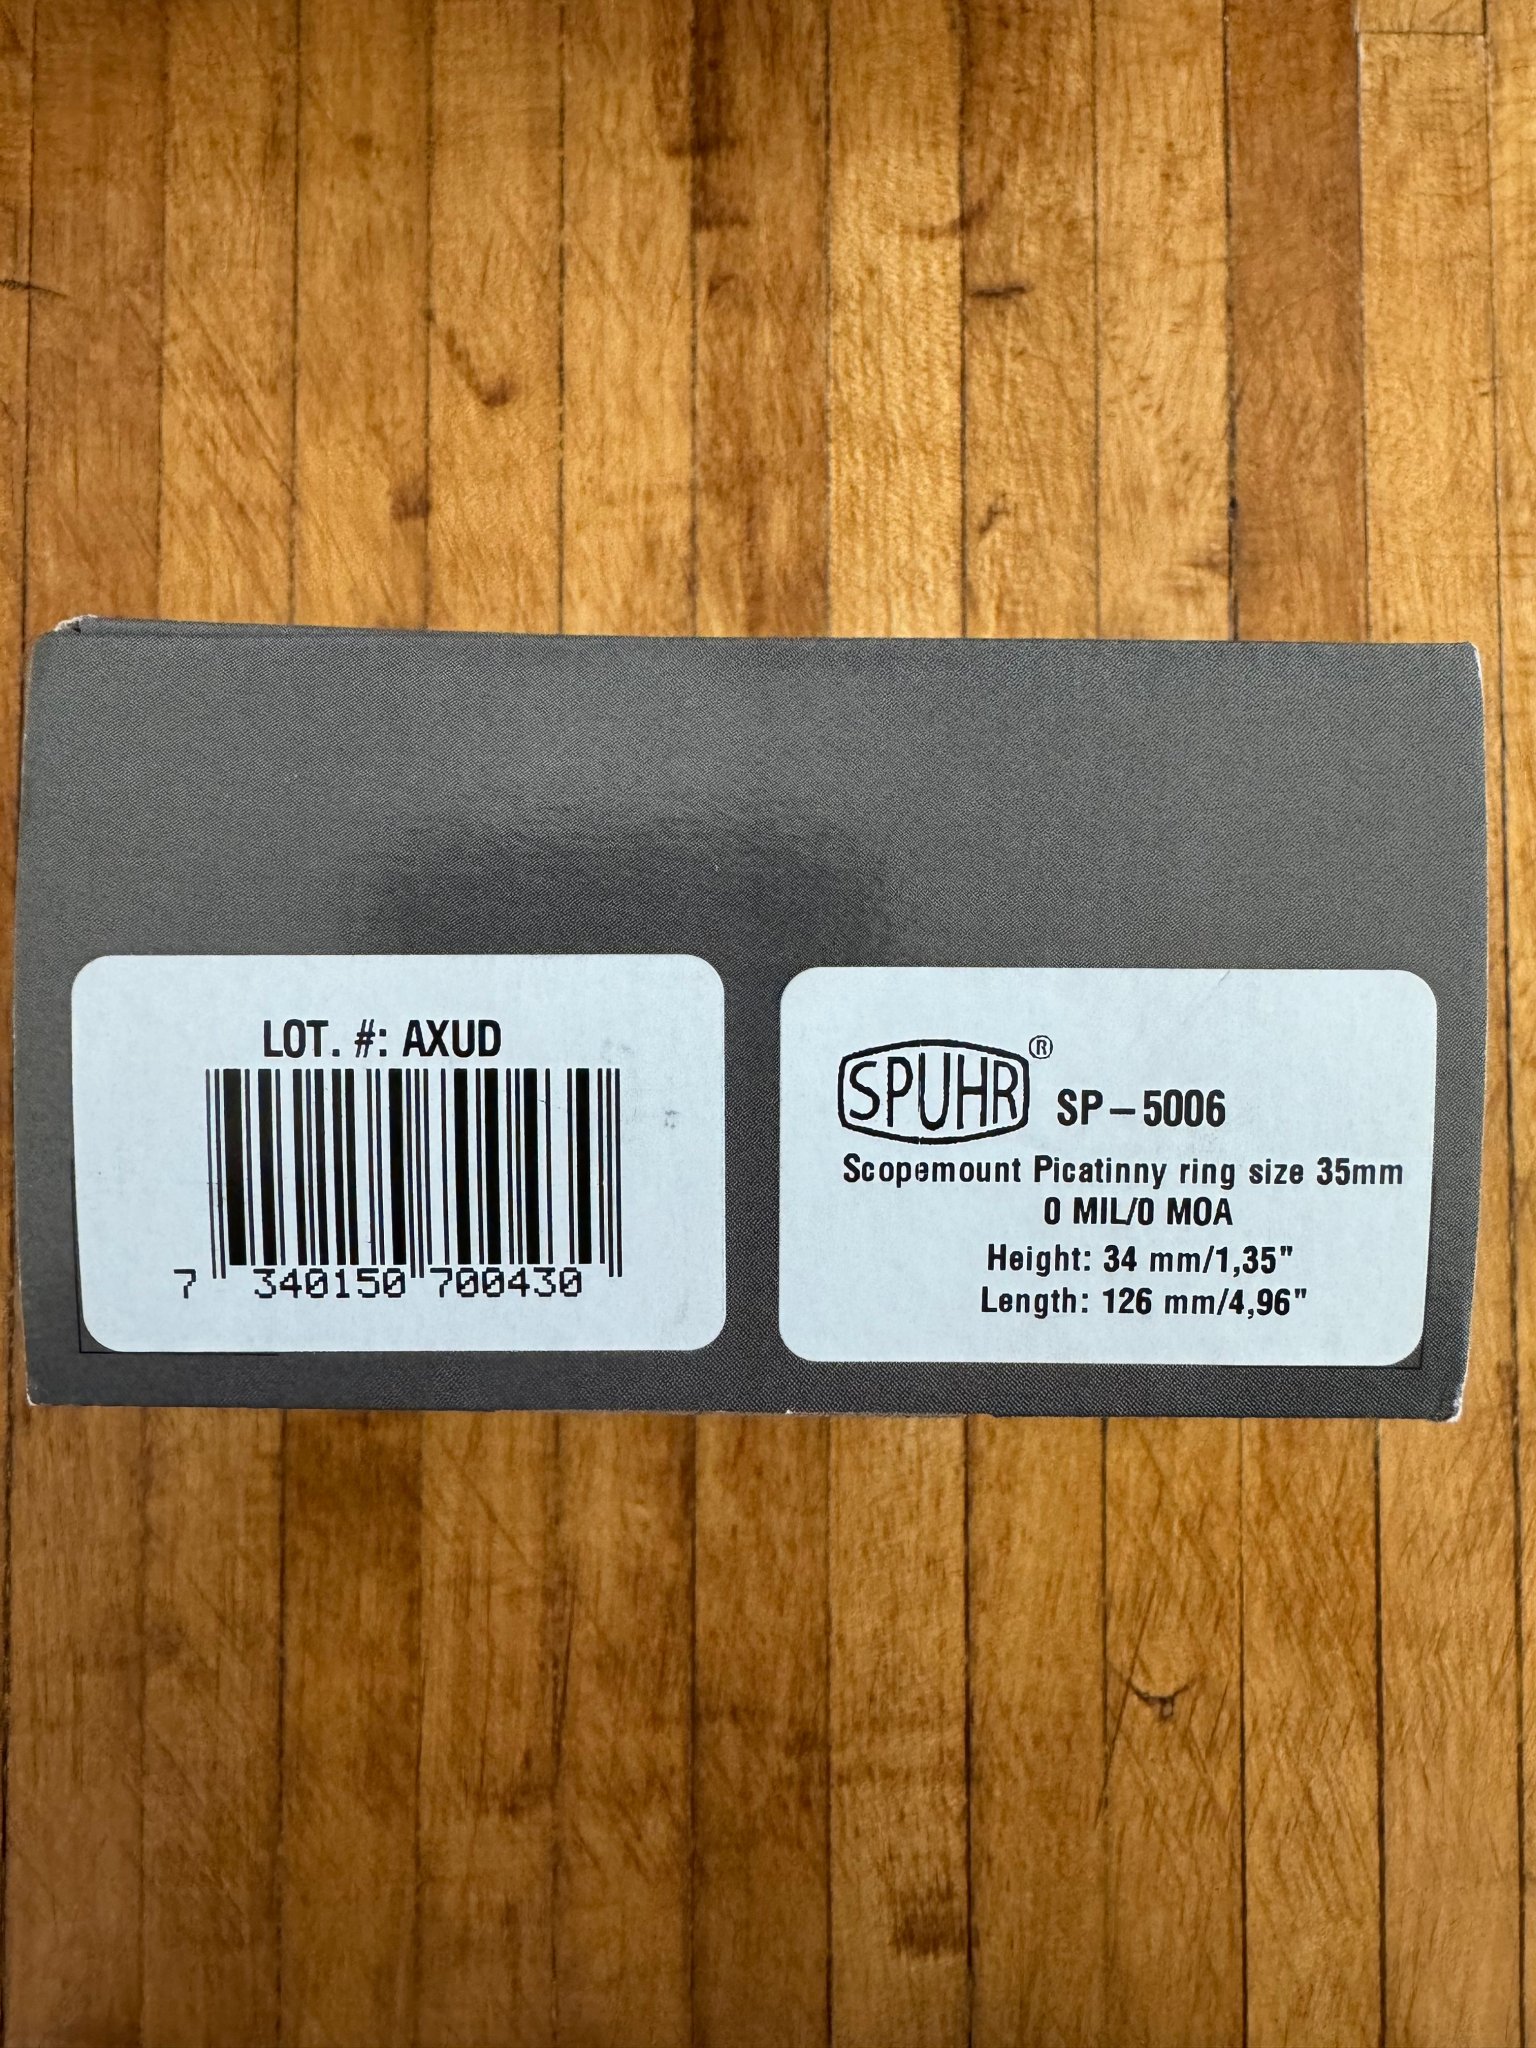 LOT. #: AXUD
7 340150 700430
SPUHR® SP-5006
Scopemount Picatinny ring size 35mm
0 MIL/0 MOA
Height: 34 mm/1,35"
Length: 126 mm/4,96"